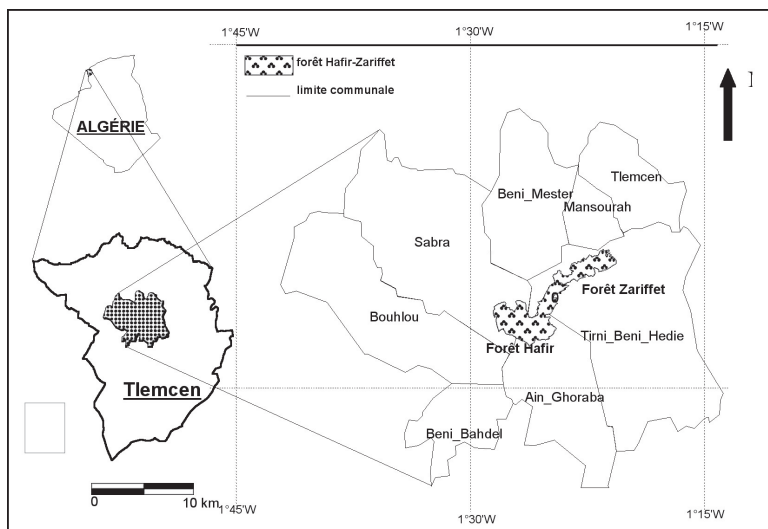 1°45'W
1°30'W
1°15'W
forêt Hafir-Zariffet
limite communale
ALGÉRIE
Tlemcen
Beni_Mester
Mansourah
Sabra
Forêt Zariffet
Bouhlou
Tirni_Beni_Hedie
Forêt Hafir
Tlemcen
Ain_Ghoraba
Beni_Bahdel
0 10 km
1°45'W
1°30'W
1°15'W